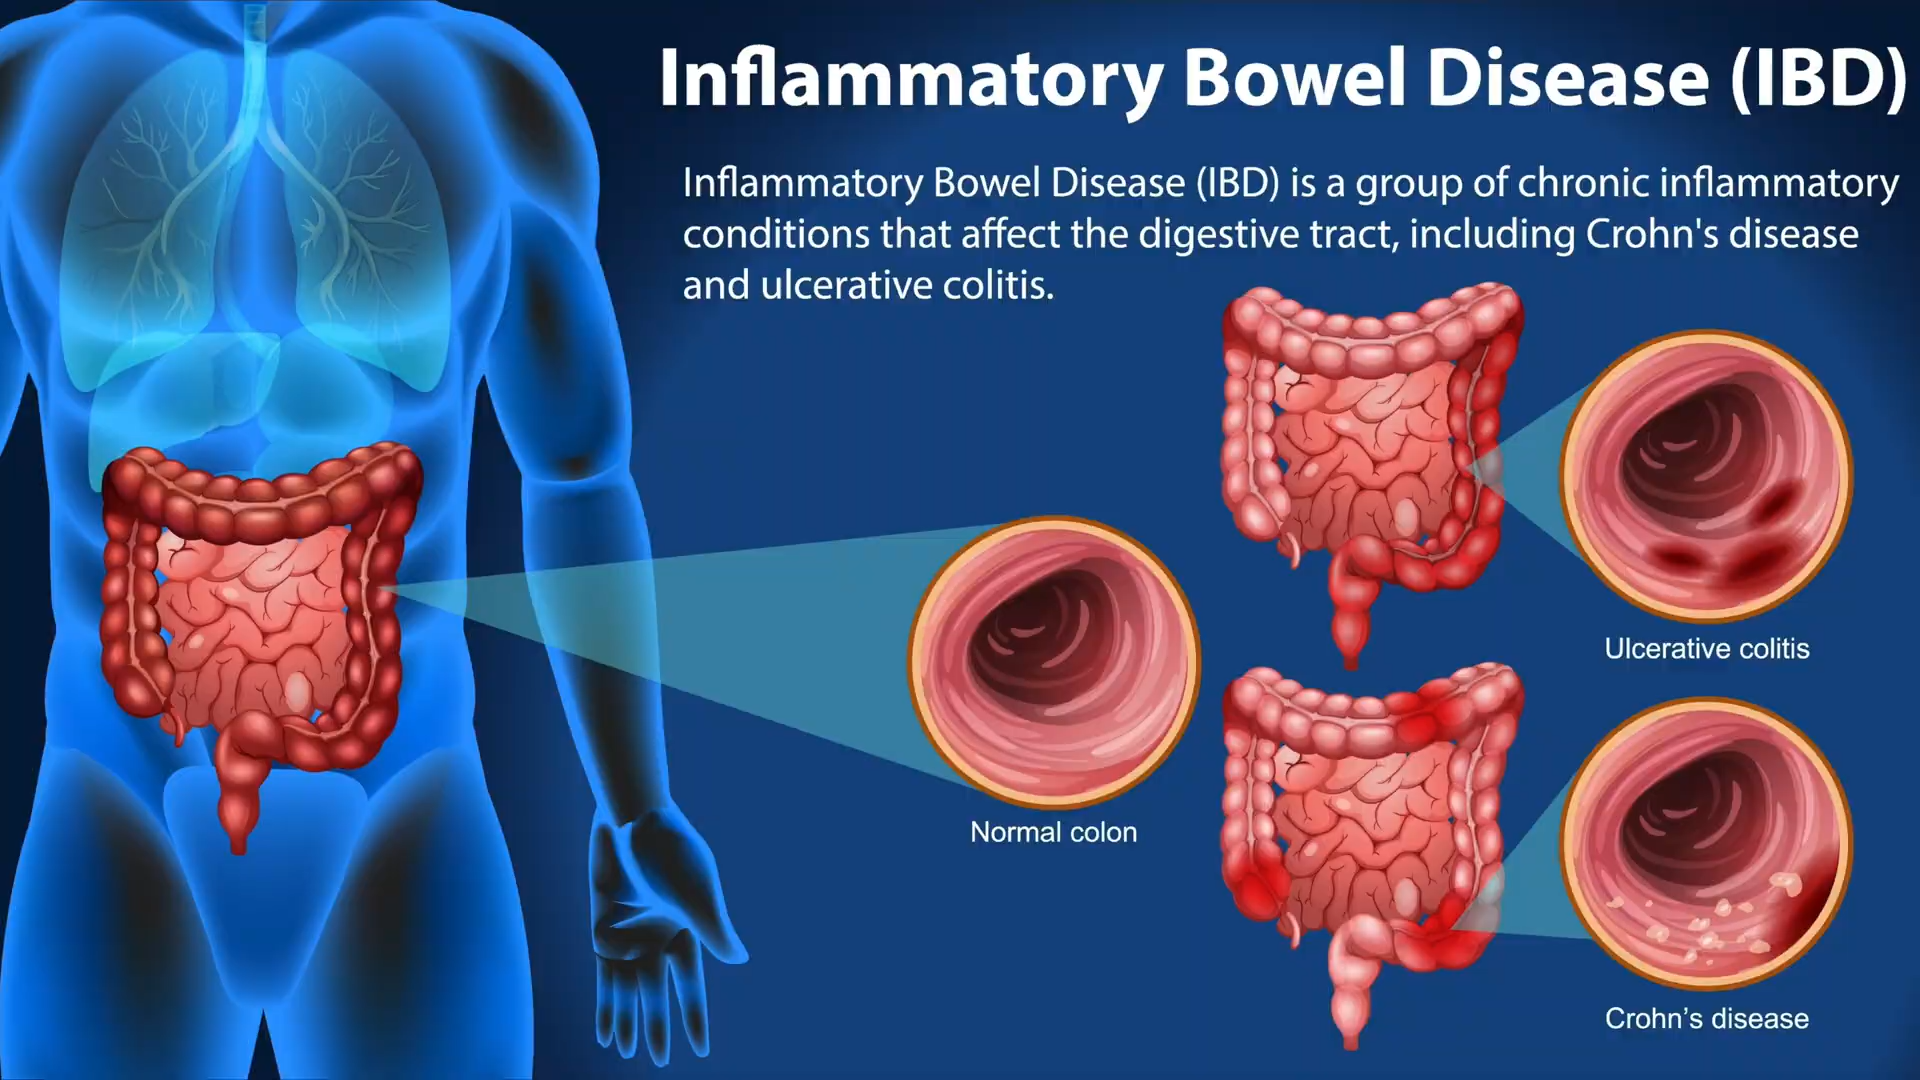 Inflammatory Bowel Disease (IBD)
Inflammatory Bowel Disease (IBD) is a group of chronic inflammatory
conditions that affect the digestive tract, including Crohn's disease
and ulcerative colitis.
Ulcerative colitis
Normal colon
Crohn’s disease